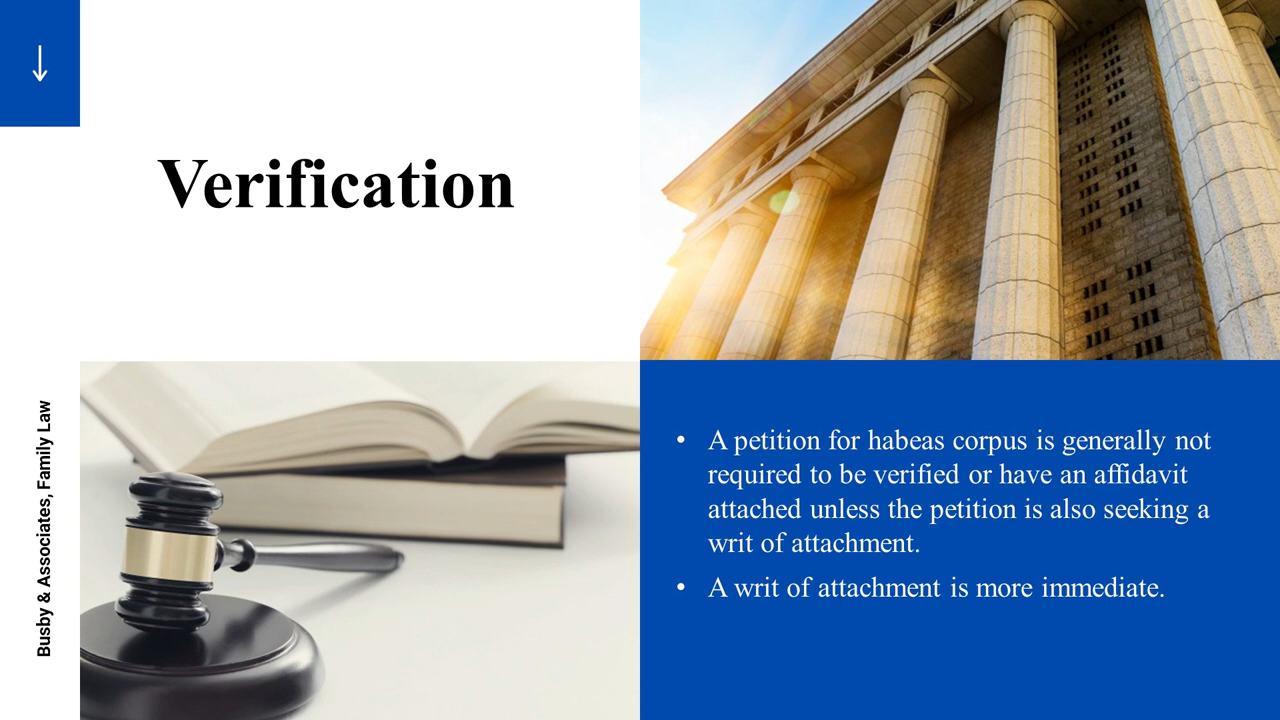 Verification
Busby & Associates, Family Law
• A petition for habeas corpus is generally not
required to be verified or have an affidavit
attached unless the petition is also seeking a
writ of attachment.
• A writ of attachment is more immediate.